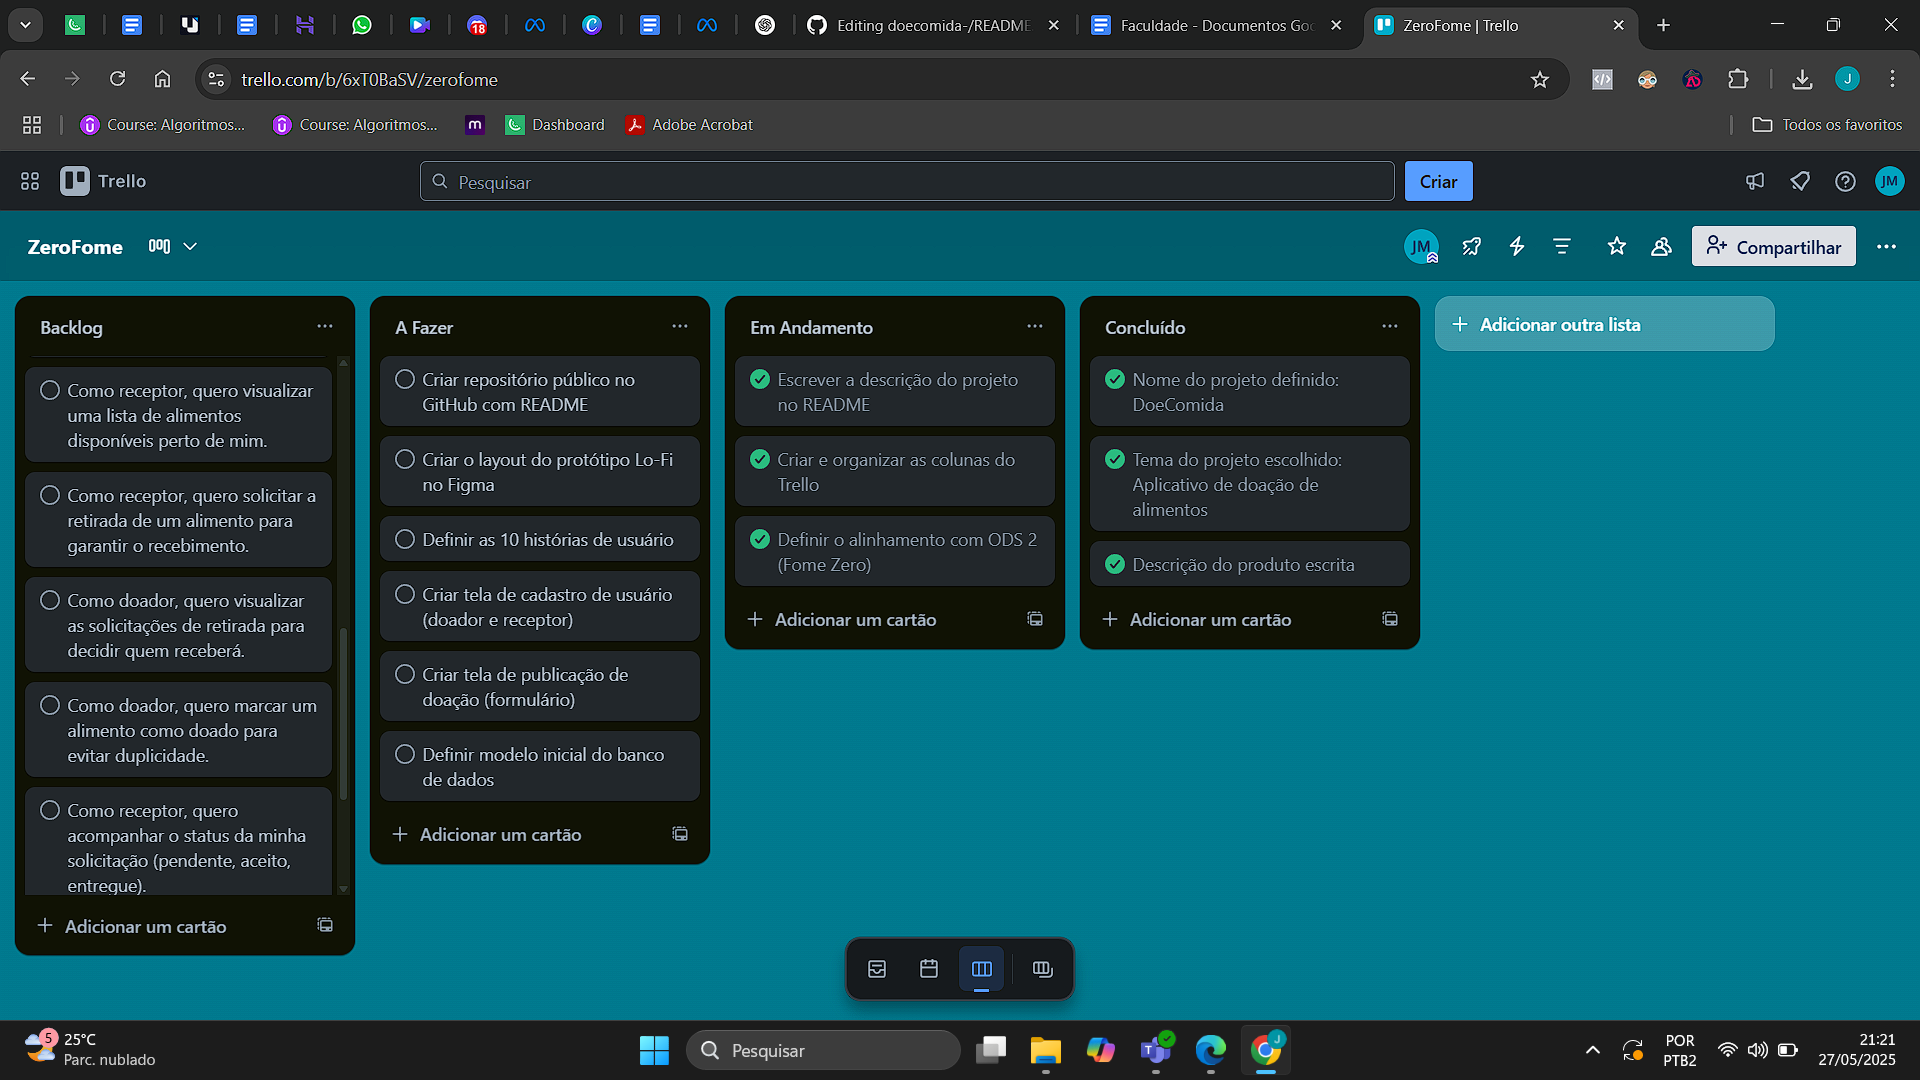 18
Editing doecomida-/README
Faculdade - Documentos Goo
ZeroFome | Trello
trello.com/b/6xT0BaSV/zerofome
J
Course: Algoritmos...
Course: Algoritmos...
Dashboard
Adobe Acrobat
Todos os favoritos
Trello
Pesquisar
Criar
JM
ZeroFome
JM
Compartilhar
Backlog
Como receptor, quero visualizar
uma lista de alimentos
disponíveis perto de mim.
Como receptor, quero solicitar a
retirada de um alimento para
garantir o recebimento.
Como doador, quero visualizar
as solicitações de retirada para
decidir quem receberá.
Como doador, quero marcar um
alimento como doado para
evitar duplicidade.
Como receptor, quero
acompanhar o status da minha
solicitação (pendente, aceito,
entregue).
Adicionar um cartão
A Fazer
Criar repositório público no
GitHub com README
Criar o layout do protótipo Lo-Fi
no Figma
Definir as 10 histórias de usuário
Criar tela de cadastro de usuário
(doador e receptor)
Criar tela de publicação de
doação (formulário)
Definir modelo inicial do banco
de dados
Adicionar um cartão
Em Andamento
Escrever a descrição do projeto
no README
Criar e organizar as colunas do
Trello
Definir o alinhamento com ODS 2
(Fome Zero)
Adicionar um cartão
Concluído
Nome do projeto definido:
DoeComida
Tema do projeto escolhido:
Aplicativo de doação de
alimentos
Descrição do produto escrita
Adicionar um cartão
Adicionar outra lista
5
25°C
Parc. nublado
Pesquisar
J
POR
PTB2
21:21
27/05/2025